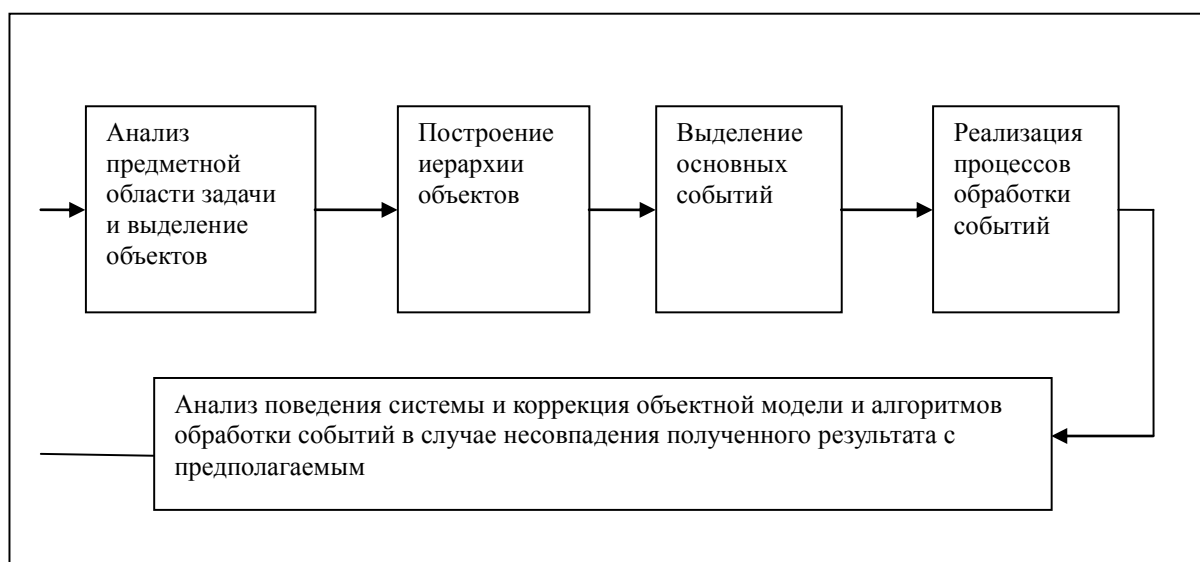 Анализ
предметной
области задачи
и выделение
объектов
Построение
иерархии
объектов
Выделение
основных
событий
Реализация
процессов
обработки
событий
Анализ поведения системы и коррекция объектной модели и алгоритмов
обработки событий в случае несовпадения полученного результата с
предполагаемым